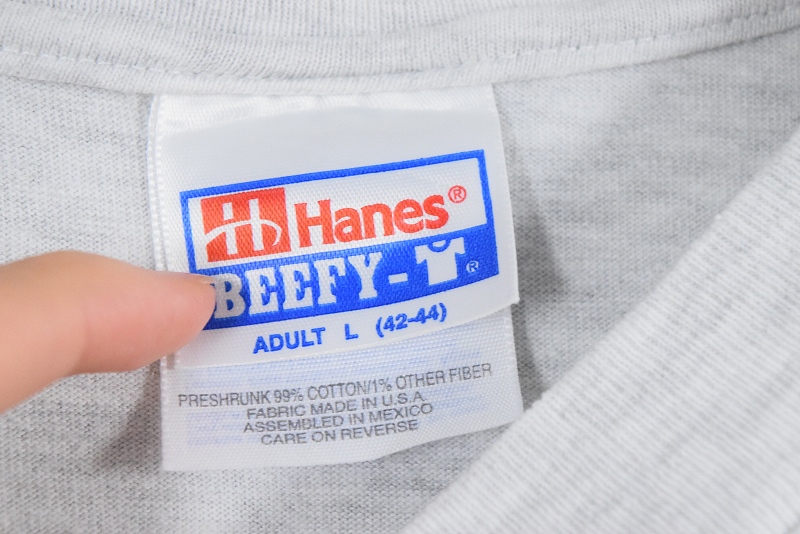 Hanes®
BEEFY-T®
ADULT L (42-44)
PRESHRUNK 99% COTTON/1% OTHER FIBER
FABRIC MADE IN U.S.A.
ASSEMBLED IN MEXICO
CARE ON REVERSE